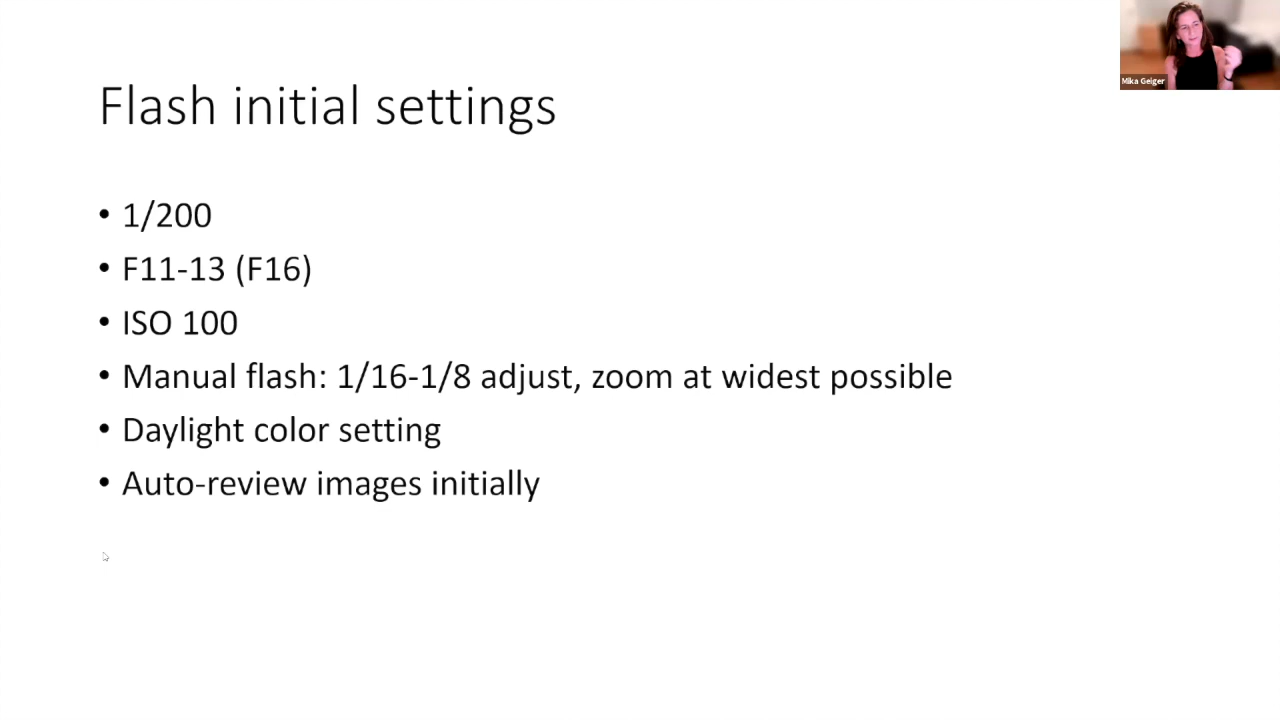 Mika Geiger
Flash initial settings
• 1/200
• F11-13 (F16)
• ISO 100
• Manual flash: 1/16-1/8 adjust, zoom at widest possible
• Daylight color setting
• Auto-review images initially